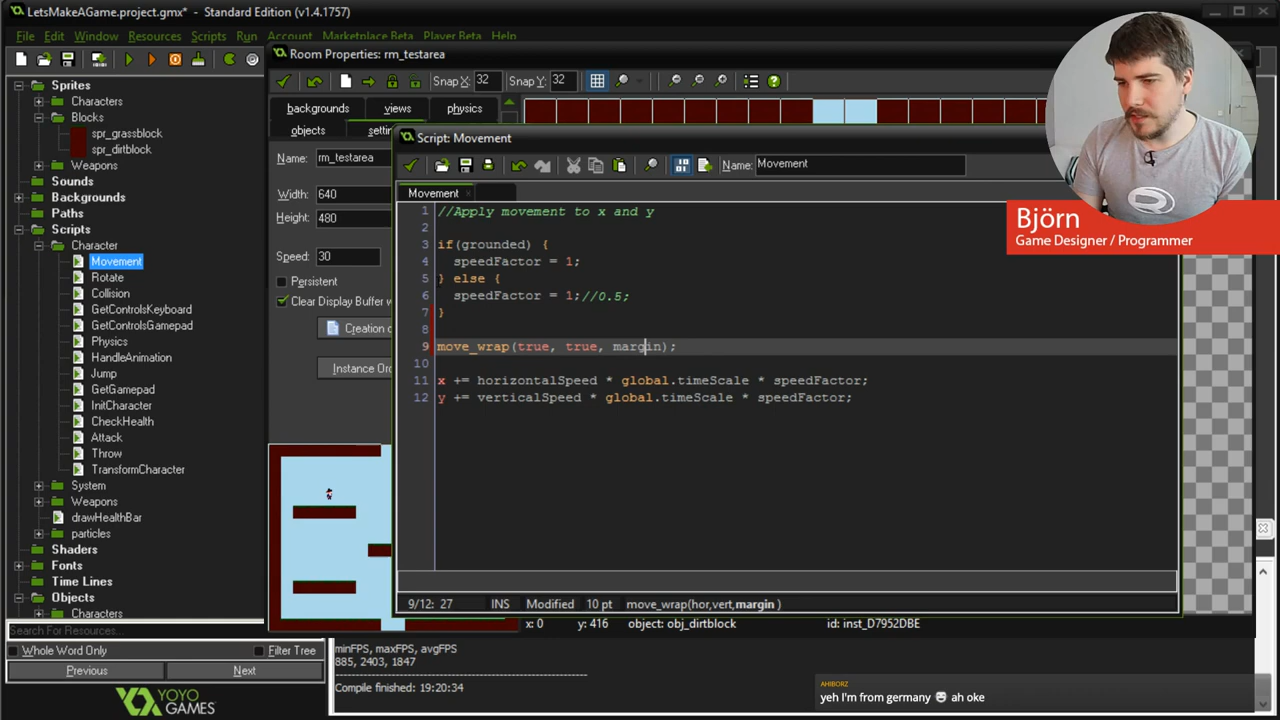 LetsMakeAGame.project.gmx* - Standard Edition (v1.4.1757)
File Edit Window Resources Scripts Run Account Marketplace Beta Player Beta Help
Room Properties: rm_testarea
Snap X: 32 Snap Y: 32
backgrounds views physics
objects
Name: rm_testarea
Width: 640
Height: 480
Speed: 30
Persistent
Clear Display Buffer
Creation
Instance
Sprites
Characters
Blocks
spr_grassblock
spr_dirtblock
Weapons
Sounds
Backgrounds
Paths
Scripts
Character
Movement
Rotate
Collision
GetControlsKeyboard
GetControlsGamepad
Physics
HandleAnimation
Jump
GetGamepad
InitCharacter
CheckHealth
Attack
Throw
TransformCharacter
System
Weapons
drawHealthBar
particles
Shaders
Fonts
Time Lines
Objects
Characters
Search For Resources...
Whole Word Only Filter Tree
Previous Next
YOYO
GAMES™
Script: Movement
Name: Movement
Movement
1 //Apply movement to x and y
2
3 if(grounded) {
4 speedFactor = 1;
5 } else {
6 speedFactor = 1;//0.5;
7 }
8
9 move_wrap(true, true, margin);
10
11 x += horizontalSpeed * global.timeScale * speedFactor;
12 y += verticalSpeed * global.timeScale * speedFactor;
9/12: 27 INS Modified 10 pt move_wrap(hor,vert,margin )
x: 0 y: 416 object: obj_dirtblock id: inst_D7952DBE
minFPS, maxFPS, avgFPS
885, 2403, 1847
Compile finished: 19:20:34
Björn
Game Designer / Programmer
AHIBORZ
yeh I'm from germany ah oke